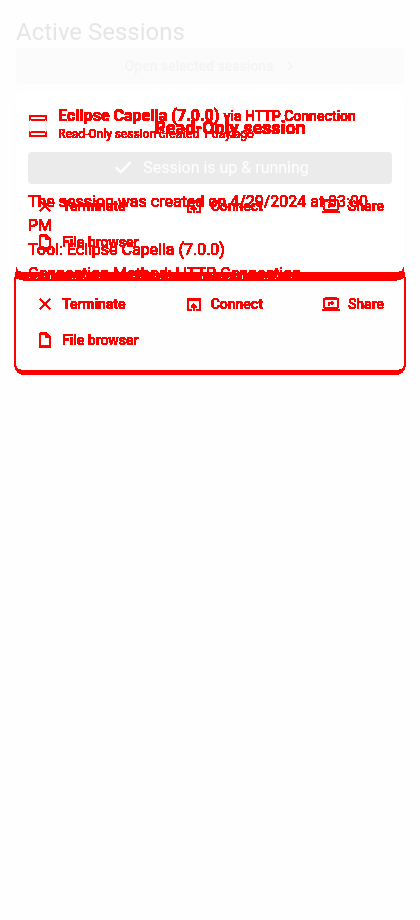 Active Sessions
Open selected sessions
Eclipse Capella (7.0.0) via HTTP Connection
Read-Only session
Read-Only session created 1 day ago
Session is up & running
The session was created on 4/29/2024 at 03:00
Terminate Connect Share
PM
File browser
Tool: Eclipse Capella (7.0.0)
Connection Method: HTTP Connection
Terminate Connect Share
File browser